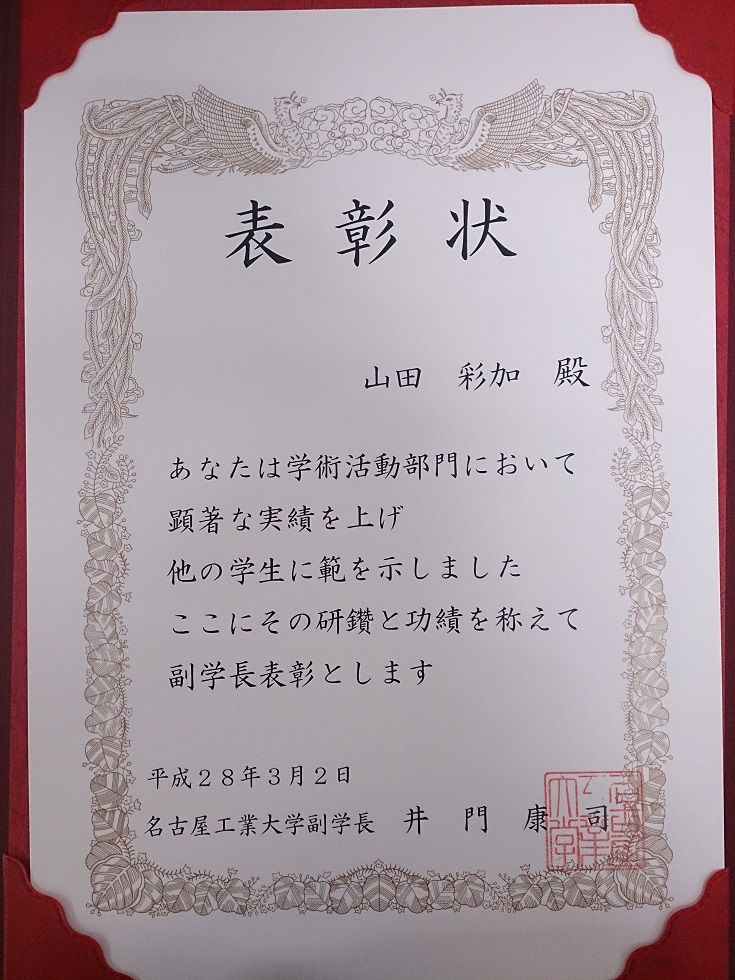 表彰状
山田 彩加 殿
あなたは学術活動部門において
顕著な実績を上げ
他の学生に範を示しました
ここにその研鑽と功績を称えて
副学長表彰とします
平成28年3月2日
名古屋工業大学副学長 井門康司